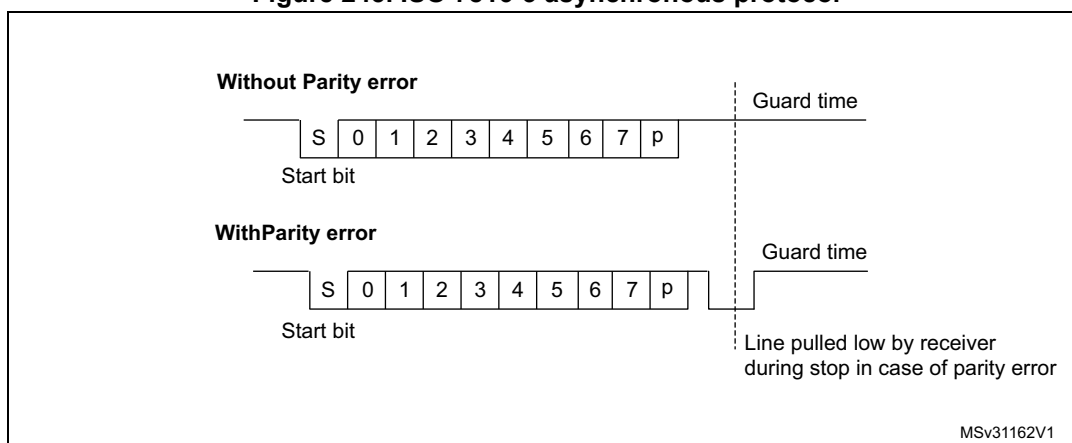 Without Parity error
Guard time
S 0 1 2 3 4 5 6 7 p
Start bit
WithParity error
Guard time
S 0 1 2 3 4 5 6 7 p
Start bit
Line pulled low by receiver
during stop in case of parity error
MSv31162V1